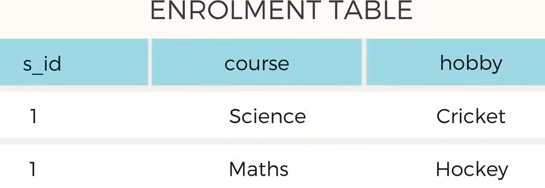 ENROLMENT TABLE
s_id course hobby
1 Science Cricket
1 Maths Hockey